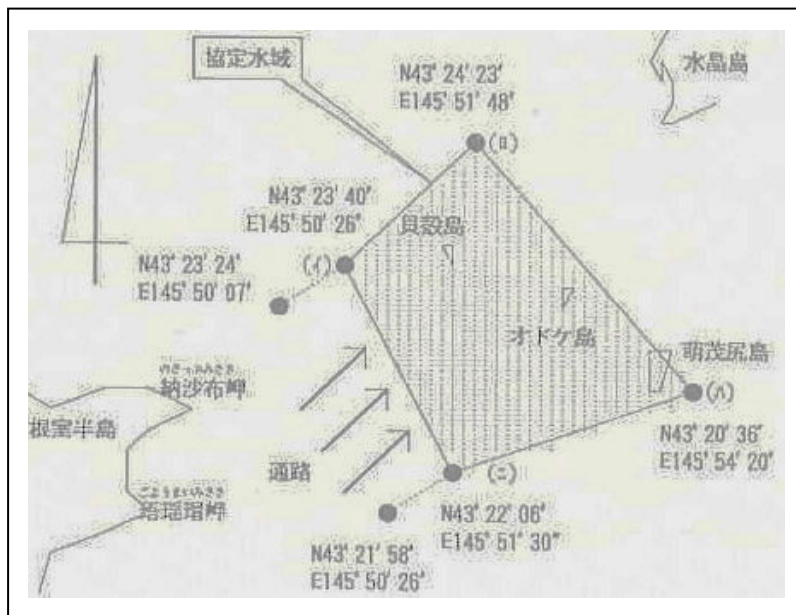 協定水域
N43° 24' 23"
E145° 51' 48"
水晶島
(ロ)
N43° 23' 40"
E145° 50' 26"
貝殻島
(イ)
N43° 23' 24"
E145° 50' 07"
オドケ島
萌茂尻島
(ハ)
のさっぷみさき
納沙布岬
根室半島
N43° 20' 36"
E145° 54' 20"
通路
(ニ)
ごようまいみさき
珸瑶瑁岬
N43° 22' 06"
E145° 51' 30"
N43° 21' 58"
E145° 50' 26"